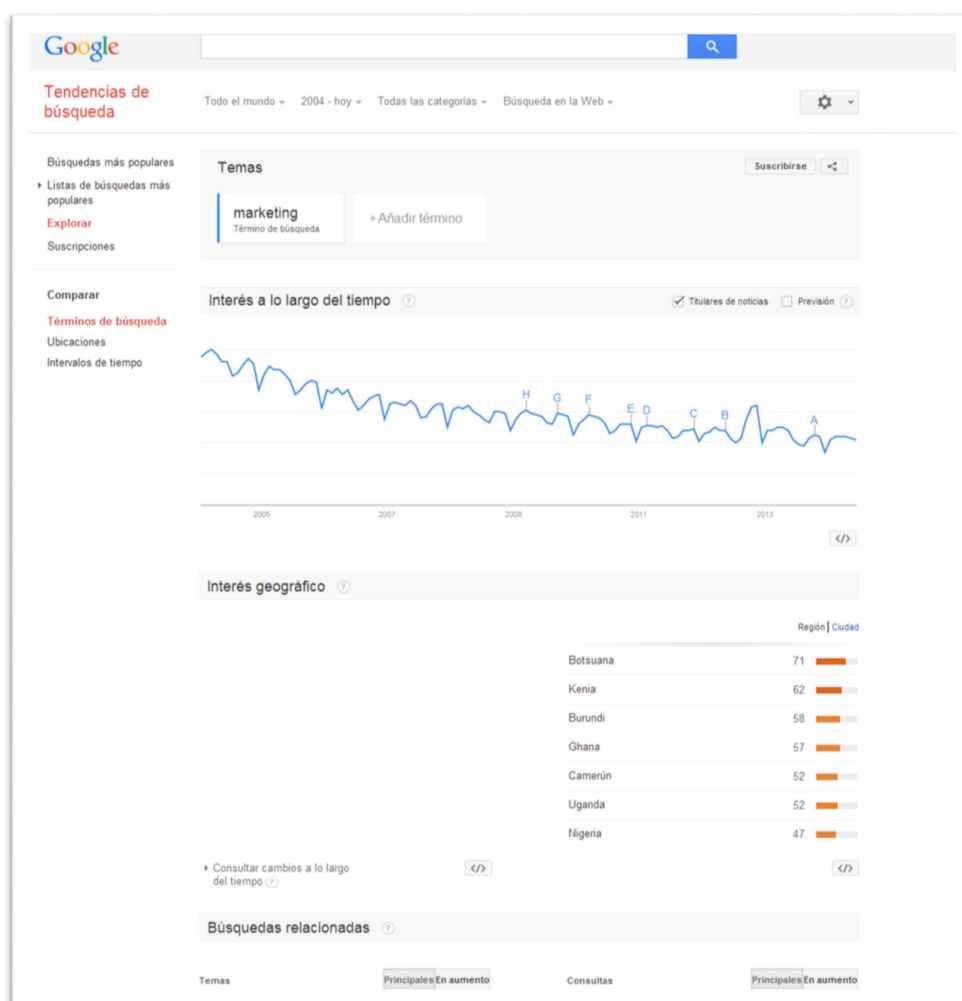 Google
Tendencias de
búsqueda
Todo el mundo 2004 - hoy Todas las categorías Búsqueda en la Web
Búsquedas más populares
Listas de búsquedas más
populares
Explorar
Suscripciones
Comparar
Términos de búsqueda
Ubicaciones
Intervalos de tiempo
Temas
Suscribirse
marketing
Término de búsqueda
+Añadir término
Interés a lo largo del tiempo ?
Titulares de noticias Previsión ?
H G F E D C B A
2005 2007 2009 2011 2013
</>
Interés geográfico ?
Región | Ciudad
Botsuana 71
Kenia 62
Burundi 58
Ghana 57
Camerún 52
Uganda 52
Nigeria 47
Consultar cambios a lo largo
del tiempo ?
</> </>
Búsquedas relacionadas ?
Temas Principales En aumento Consultas Principales En aumento